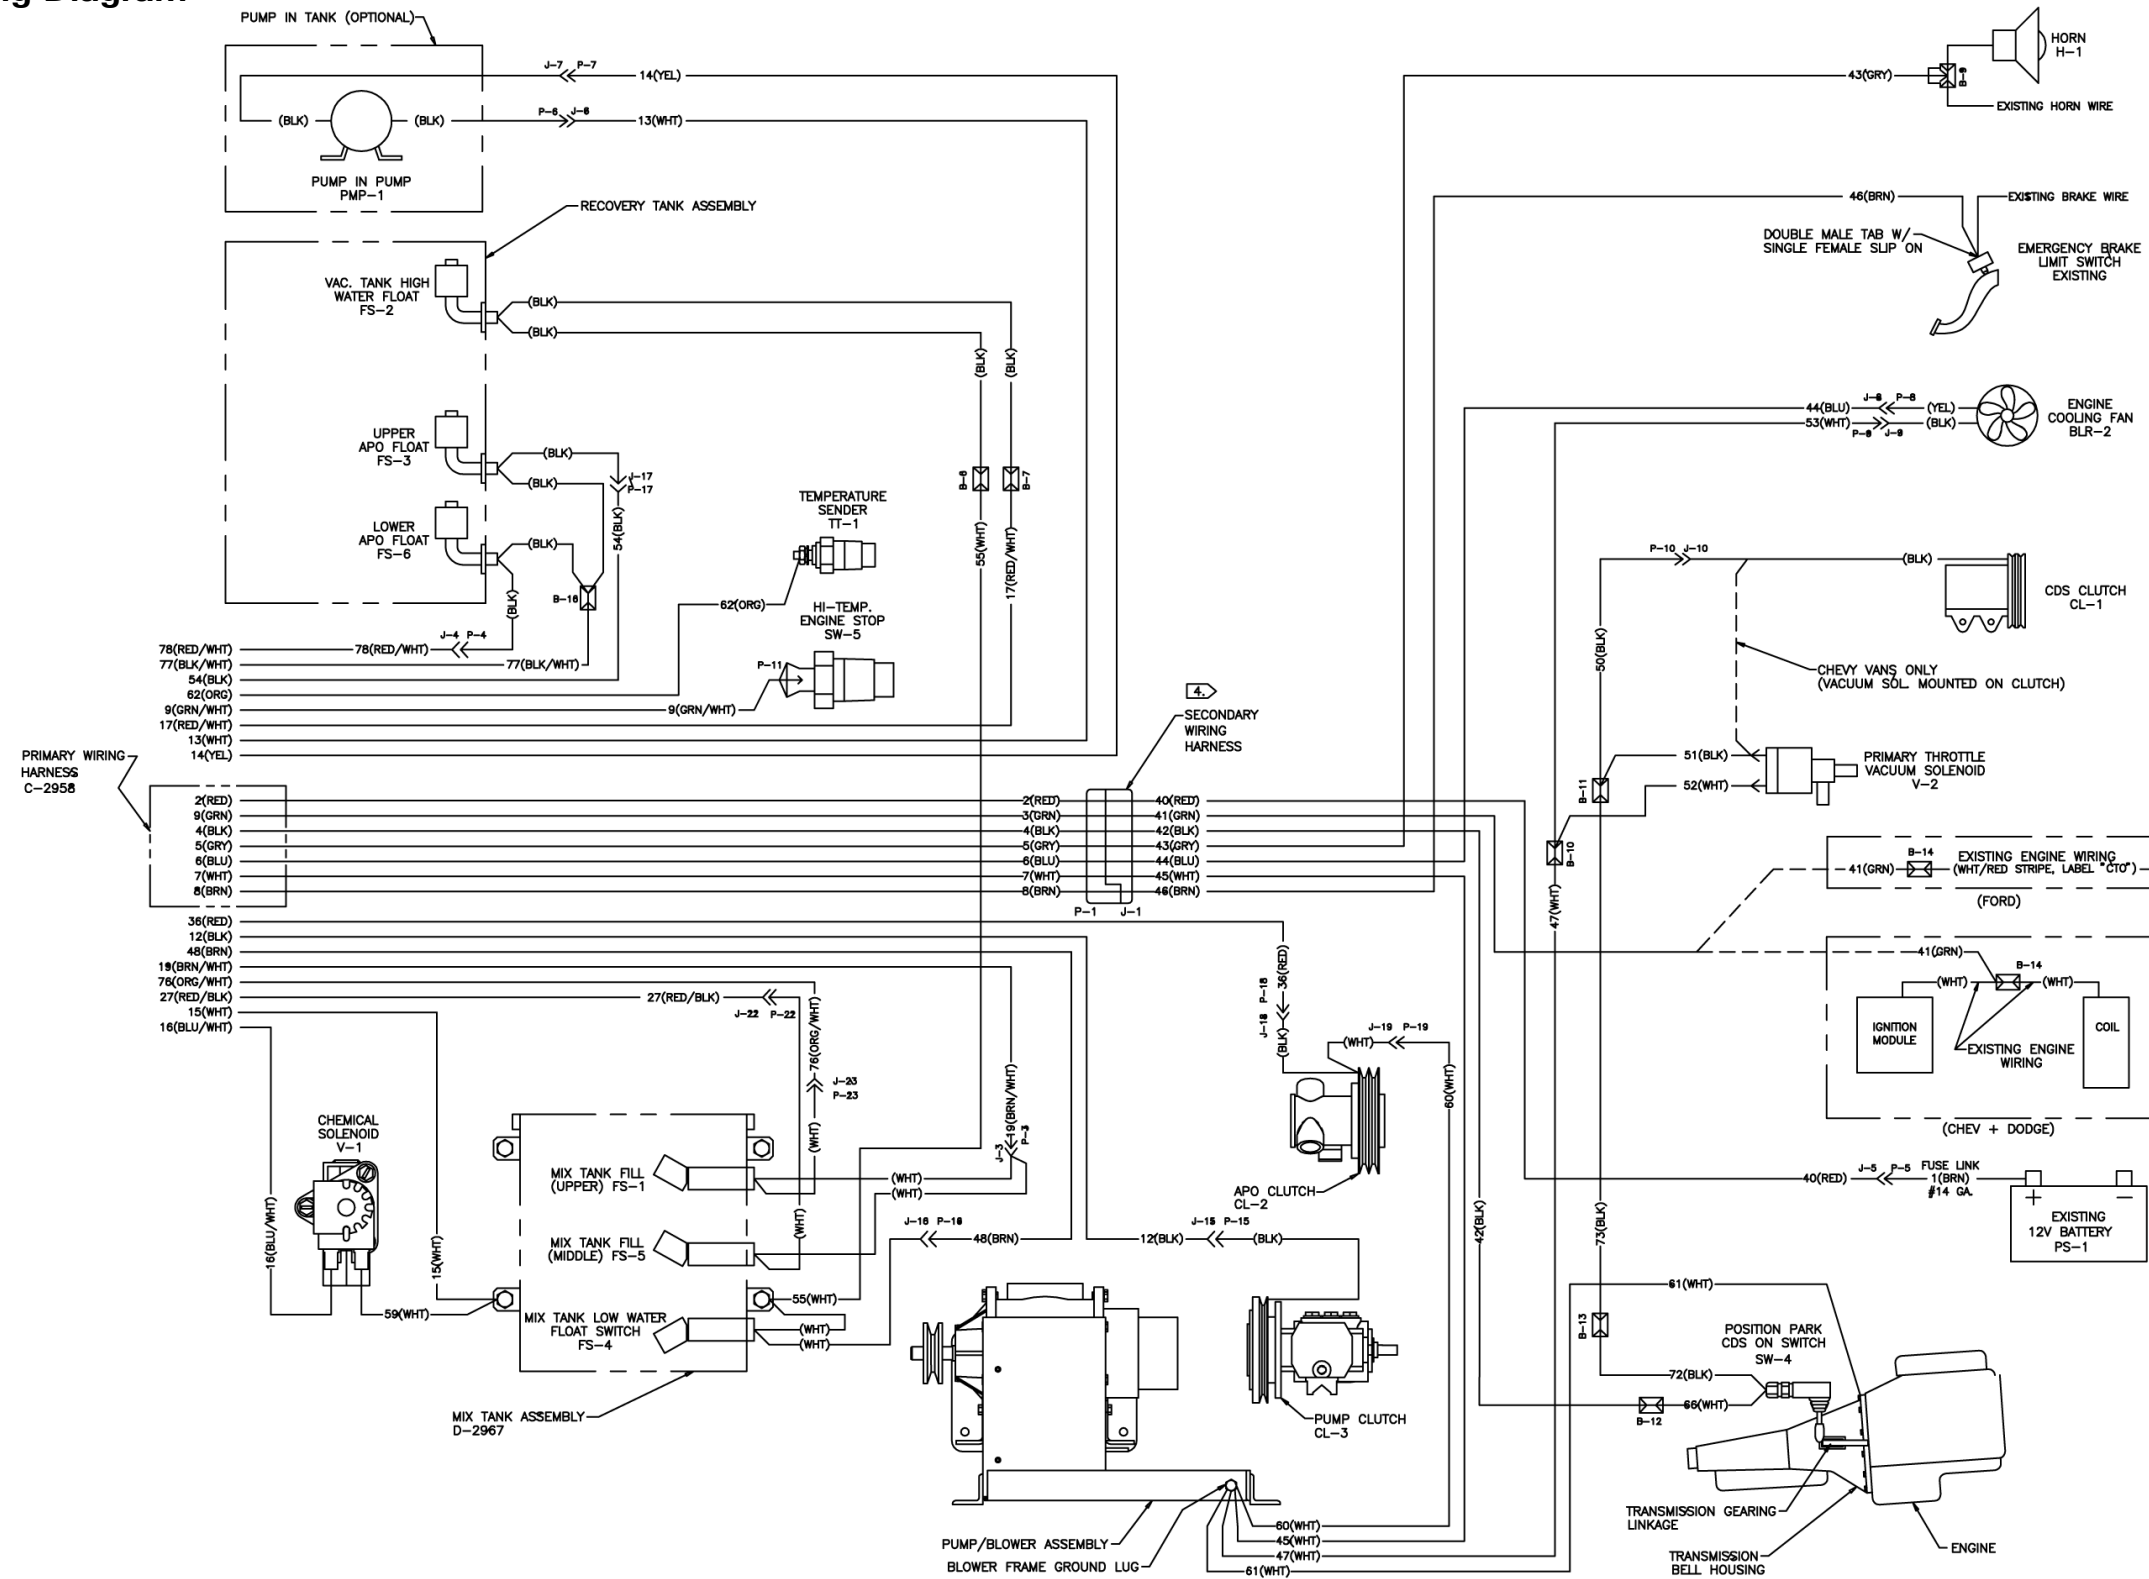 PUMP IN TANK (OPTIONAL)
J-7 P-7
14(YEL)
P-6 J-6
13(WHT)
(BLK)
(BLK)
PUMP IN PUMP
PMP-1
RECOVERY TANK ASSEMBLY
VAC. TANK HIGH
WATER FLOAT
FS-2
(BLK)
(BLK)
(BLK)
(BLK)
UPPER
APO FLOAT
FS-3
(BLK)
(BLK)
J-17
P-17
54(BLK)
LOWER
APO FLOAT
FS-6
(BLK)
(BLK)
B-16
B-6
B-7
55(WHT)
17(RED/WHT)
TEMPERATURE
SENDER
TT-1
62(ORG)
HI-TEMP.
ENGINE STOP
SW-5
P-11
J-4 P-4
78(RED/WHT)
78(RED/WHT)
77(BLK/WHT)
77(BLK/WHT)
54(BLK)
62(ORG)
9(GRN/WHT)
9(GRN/WHT)
17(RED/WHT)
13(WHT)
14(YEL)
PRIMARY WIRING
HARNESS
C-2958
4.
SECONDARY
WIRING
HARNESS
2(RED) 2(RED) 40(RED)
9(GRN) 3(GRN) 41(GRN)
4(BLK) 4(BLK) 42(BLK)
5(GRY) 5(GRY) 43(GRY)
6(BLU) 6(BLU) 44(BLU)
7(WHT) 7(WHT) 45(WHT)
8(BRN) 8(BRN) 46(BRN)
P-1 J-1
36(RED)
12(BLK)
48(BRN)
19(BRN/WHT)
76(ORG/WHT)
27(RED/BLK)
27(RED/BLK)
J-22 P-22
15(WHT)
16(BLU/WHT)
HORN
H-1
43(GRY)
B-9
EXISTING HORN WIRE
46(BRN)
EXISTING BRAKE WIRE
DOUBLE MALE TAB W/
SINGLE FEMALE SLIP ON
EMERGENCY BRAKE
LIMIT SWITCH
EXISTING
44(BLU)
J-8 P-8
(YEL)
53(WHT)
P-9 J-9
(BLK)
ENGINE
COOLING FAN
BLR-2
P-10 J-10
(BLK)
CDS CLUTCH
CL-1
50(BLK)
CHEVY VANS ONLY
(VACUUM SOL. MOUNTED ON CLUTCH)
51(BLK)
52(WHT)
PRIMARY THROTTLE
VACUUM SOLENOID
V-2
B-11
B-10
47(WHT)
B-14
41(GRN)
EXISTING ENGINE WIRING
(WHT/RED STRIPE, LABEL "CTO")
(FORD)
41(GRN)
B-14
(WHT)
(WHT)
IGNITION
MODULE
COIL
EXISTING ENGINE
WIRING
(CHEV + DODGE)
40(RED)
J-5 P-5
FUSE LINK
1(BRN)
#14 GA.
+ -
EXISTING
12V BATTERY
PS-1
36(RED)
J-18 P-18
(BLK)
(WHT)
J-19 P-19
60(WHT)
APO CLUTCH
CL-2
76(ORG/WHT)
J-23
P-23
(WHT)
19(BRN/WHT)
J-3 P-3
CHEMICAL
SOLENOID
V-1
16(BLU/WHT)
15(WHT)
59(WHT)
MIX TANK FILL
(UPPER) FS-1
(WHT)
(WHT)
(WHT)
MIX TANK FILL
(MIDDLE) FS-5
J-16 P-16
48(BRN)
55(WHT)
MIX TANK LOW WATER
FLOAT SWITCH
FS-4
(WHT)
(WHT)
MIX TANK ASSEMBLY
D-2967
12(BLK)
J-15 P-15
(BLK)
42(BLK)
73(BLK)
B-13
61(WHT)
POSITION PARK
CDS ON SWITCH
SW-4
72(BLK)
66(WHT)
B-12
PUMP CLUTCH
CL-3
PUMP/BLOWER ASSEMBLY
BLOWER FRAME GROUND LUG
60(WHT)
45(WHT)
47(WHT)
61(WHT)
TRANSMISSION GEARING
LINKAGE
TRANSMISSION
BELL HOUSING
ENGINE